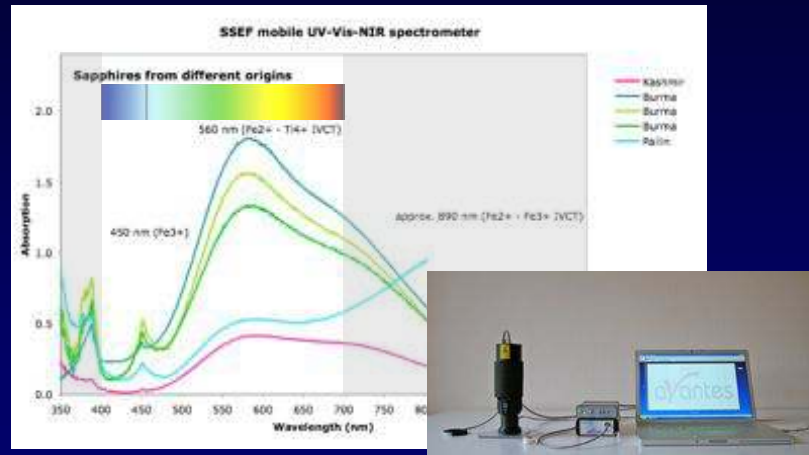 SSEF mobile UV-Vis-NIR spectrometer
Sapphires from different origins
560 nm (Fe2+ - Ti4+ IVCT)
approx. 890 nm (Fe2+ - Fe3+ IVCT)
450 nm (Fe3+)
Kashmir
Burma
Burma
Burma
Pailin
Absorption
2.0
1.5
1.0
0.5
0.0
350 400 450 500 550 600 650 700 750
Wavelength (nm)
avantes